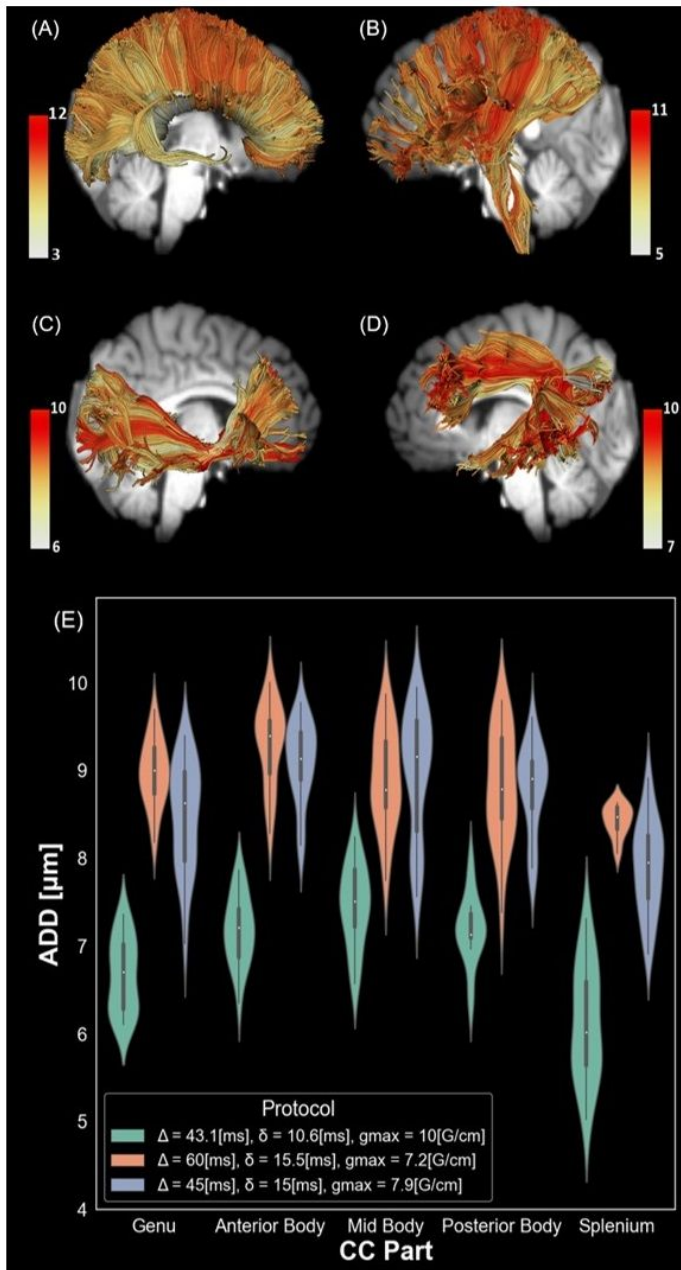 (A)
(B)
12
3
11
5
(C)
(D)
10
6
10
7
(E)
ADD [μm]
10
9
8
7
6
5
4
Protocol
Δ = 43.1[ms], δ = 10.6[ms], gmax = 10[G/cm]
Δ = 60[ms], δ = 15.5[ms], gmax = 7.2[G/cm]
Δ = 45[ms], δ = 15[ms], gmax = 7.9[G/cm]
Genu Anterior Body Mid Body Posterior Body Splenium
CC Part